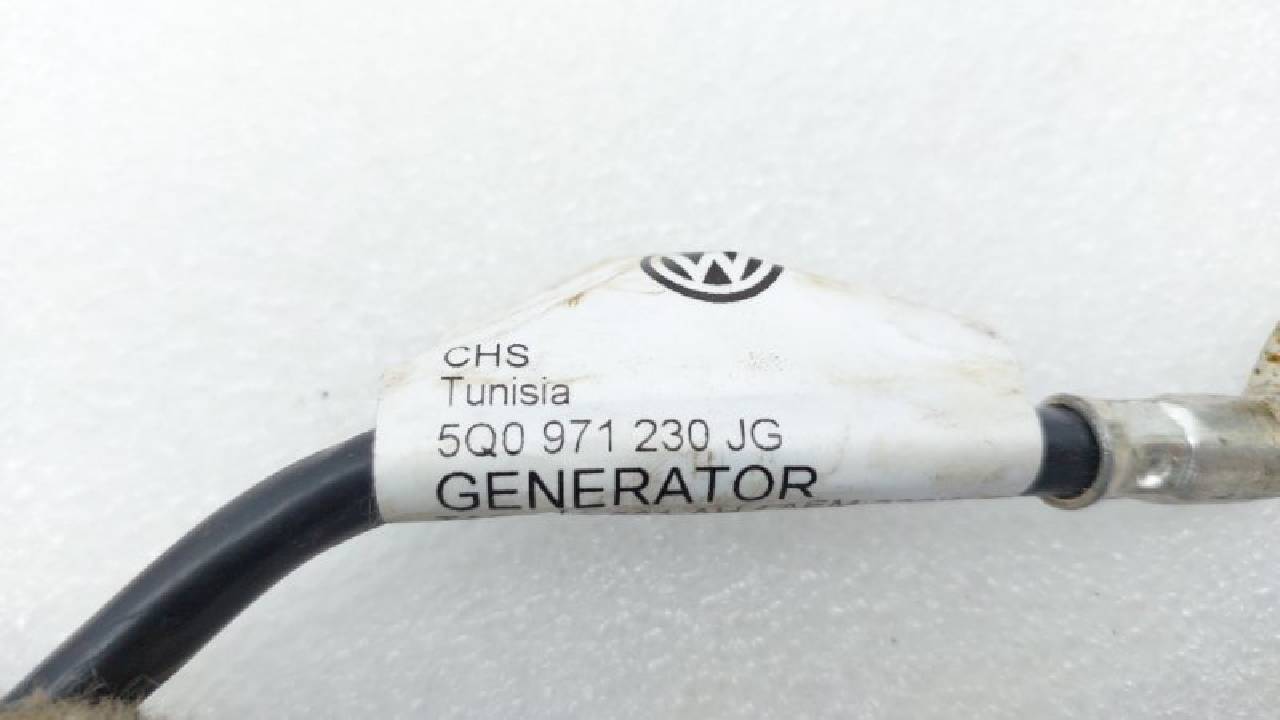 CHS
Tunisia
5Q0 971 230 JG
GENERATOR